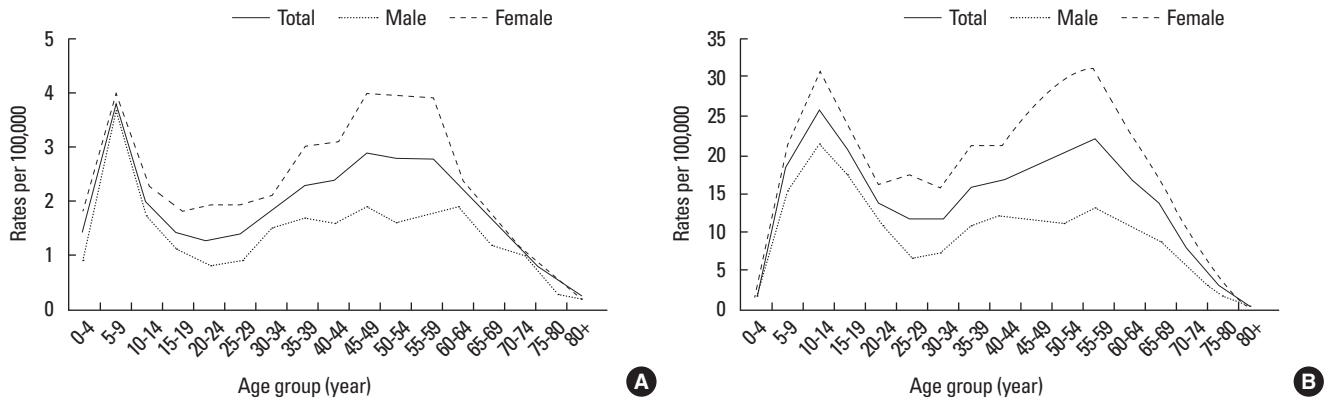 Total Male Female
Rates per 100,000
5
4
3
2
1
0
0-4 5-9 10-14 15-19 20-24 25-29 30-34 35-39 40-44 45-49 50-54 55-59 60-64 65-69 70-74 75-80 80+
Age group (year)
A
Total Male Female
Rates per 100,000
35
30
25
20
15
10
5
0
0-4 5-9 10-14 15-19 20-24 25-29 30-34 35-39 40-44 45-49 50-54 55-59 60-64 65-69 70-74 75-80 80+
Age group (year)
B